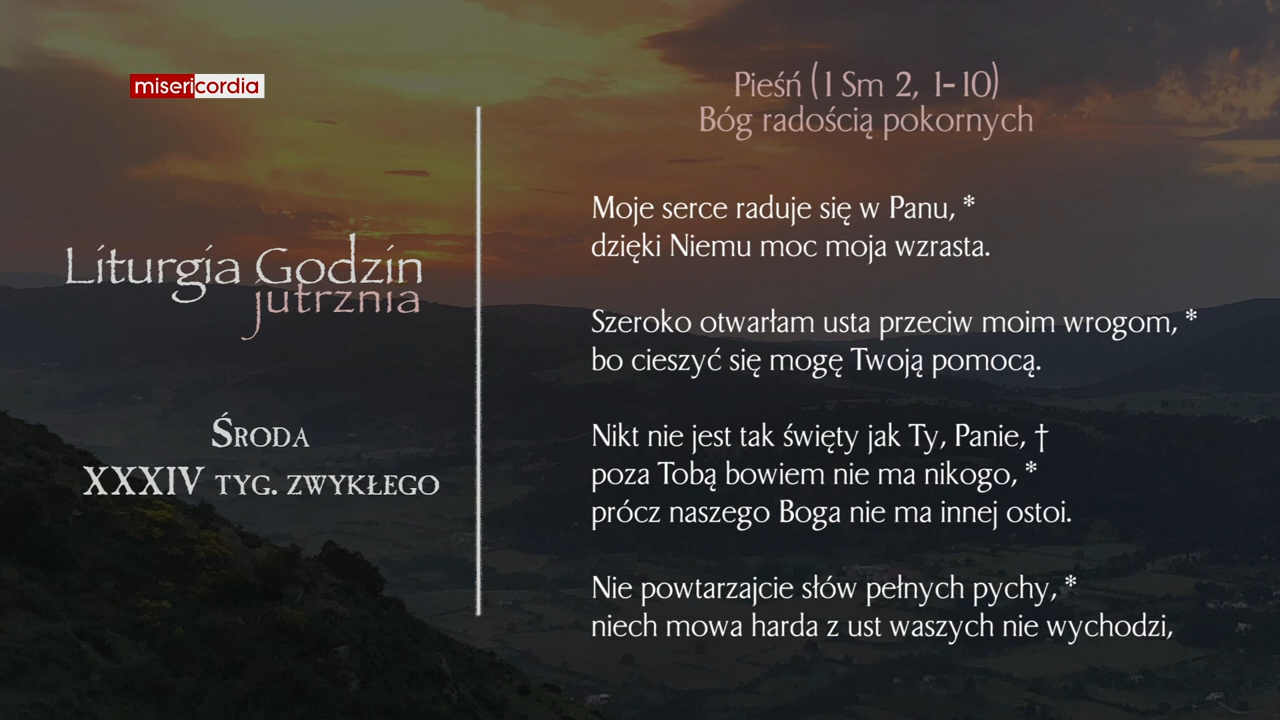 misericordia
Liturgia Godzin
jutrznia
Środa
XXXIV tyg. zwykłego
Pieśń (1 Sm 2, 1-10)
Bóg radością pokornych
Moje serce raduje się w Panu, *
dzięki Niemu moc moja wzrasta.
Szeroko otwarłam usta przeciw moim wrogom, *
bo cieszyć się mogę Twoją pomocą.
Nikt nie jest tak święty jak Ty, Panie, †
poza Tobą bowiem nie ma nikogo, *
prócz naszego Boga nie ma innej ostoi.
Nie powtarzajcie słów pełnych pychy, *
niech mowa harda z ust waszych nie wychodzi,